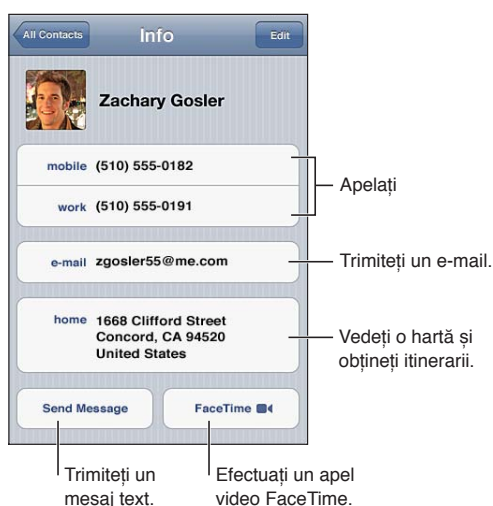 All Contacts Info Edit
Zachary Gosler
mobile (510) 555-0182
work (510) 555-0191
Apelați
e-mail zgosler55@me.com
Trimiteți un e-mail.
home 1668 Clifford Street
Concord, CA 94520
United States
Vedeți o hartă și
obțineți itinerarii.
Send Message FaceTime
Trimiteți un
mesaj text.
Efectuați un apel
video FaceTime.